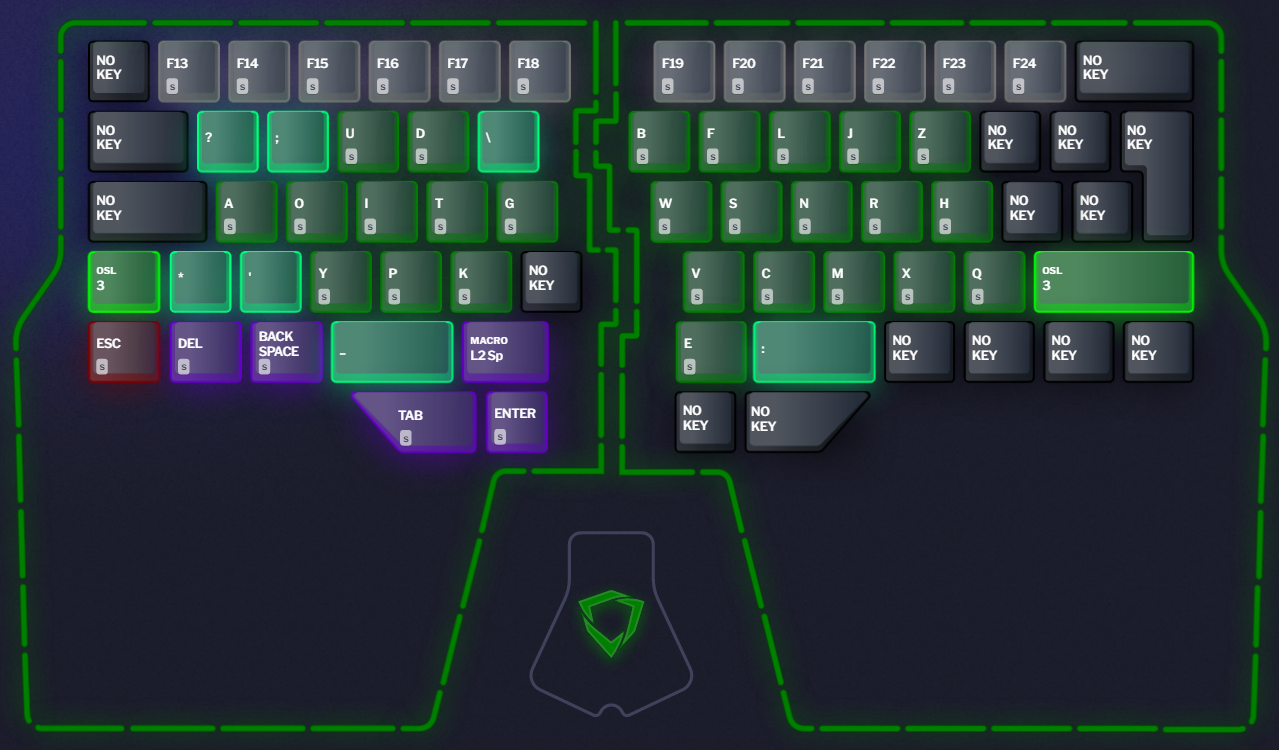 NO KEY F13 S F14 S F15 S F16 S F17 S F18 S F19 S F20 S F21 S F22 S F23 S F24 S NO KEY
NO KEY ? ; U S D S \ B S F S L S J S Z S NO KEY NO KEY NO KEY
NO KEY A S O S I S T S G S W S S S N S R S H S NO KEY NO KEY
OSL 3 * ' Y S P S K S NO KEY V S C S M S X S Q S OSL 3
ESC S DEL S BACK SPACE S _ MACRO L2 Sp E S : NO KEY NO KEY NO KEY NO KEY
TAB S ENTER S NO KEY NO KEY